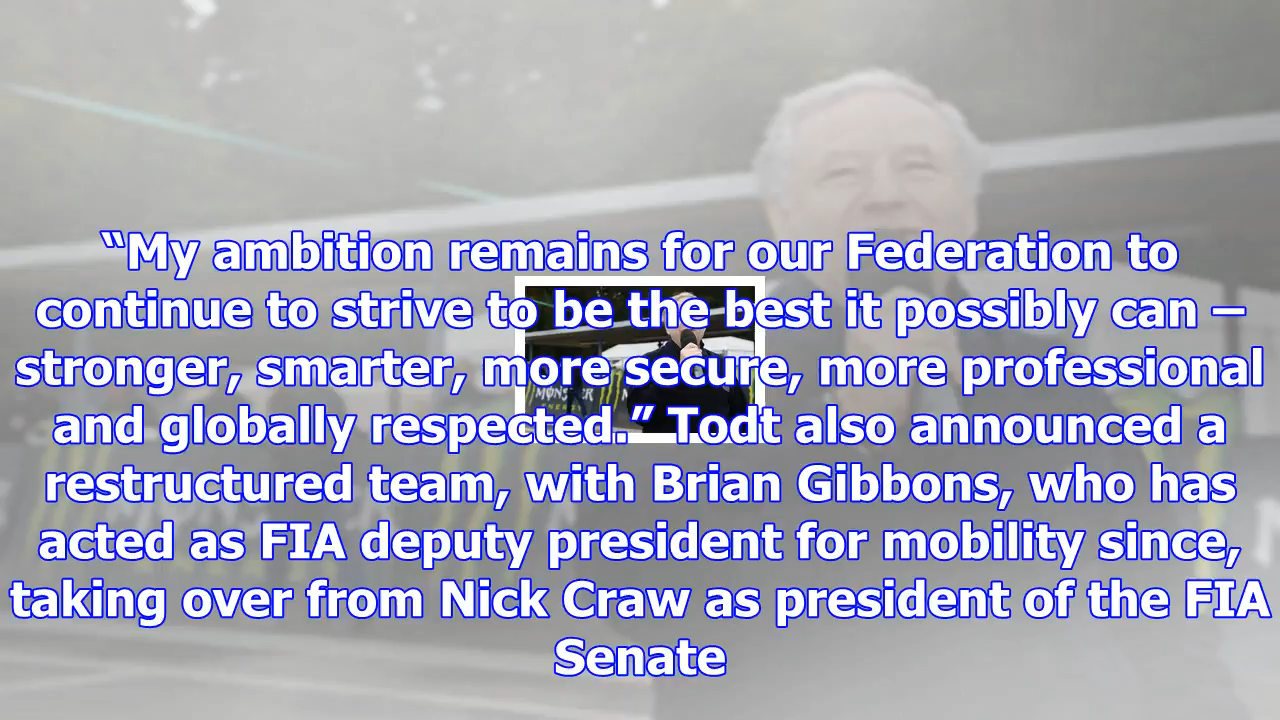 “My ambition remains for our Federation to
continue to strive to be the best it possibly can –
stronger, smarter, more secure, more professional
and globally respected.” Todt also announced a
restructured team, with Brian Gibbons, who has
acted as FIA deputy president for mobility since,
taking over from Nick Craw as president of the FIA
Senate
MONSTER